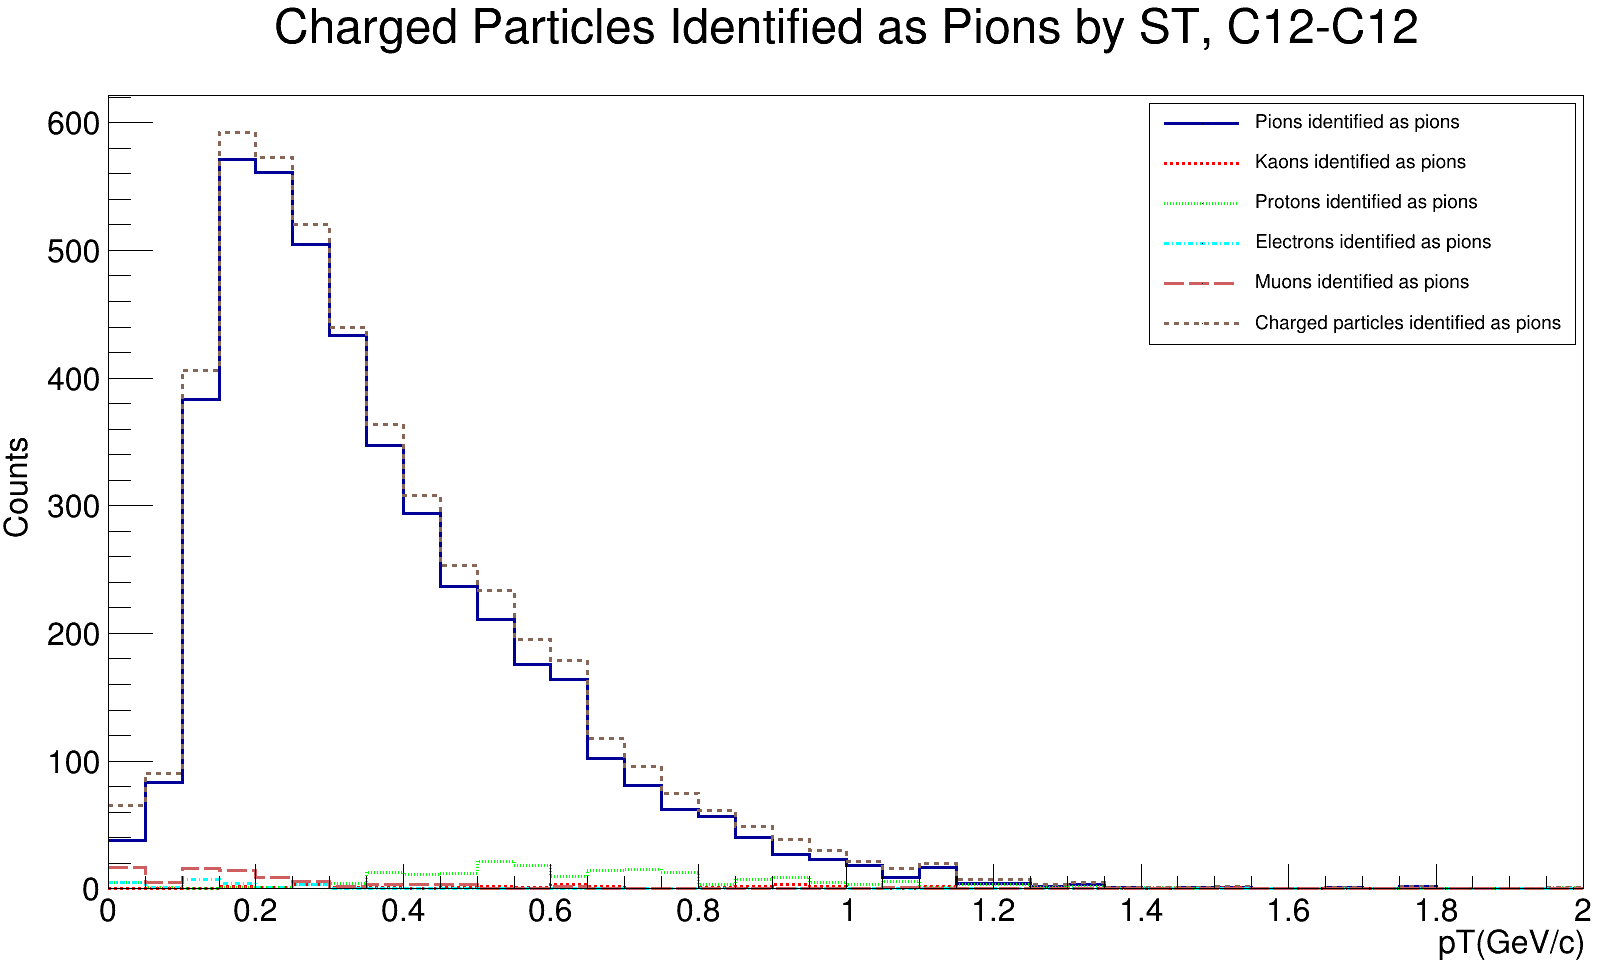 Charged Particles Identified as Pions by ST, C12-C12
Pions identified as pions
Kaons identified as pions
Protons identified as pions
Electrons identified as pions
Muons identified as pions
Charged particles identified as pions
Counts
600
500
400
300
200
100
0
0 0.2 0.4 0.6 0.8 1 1.2 1.4 1.6 1.8 2
pT(GeV/c)